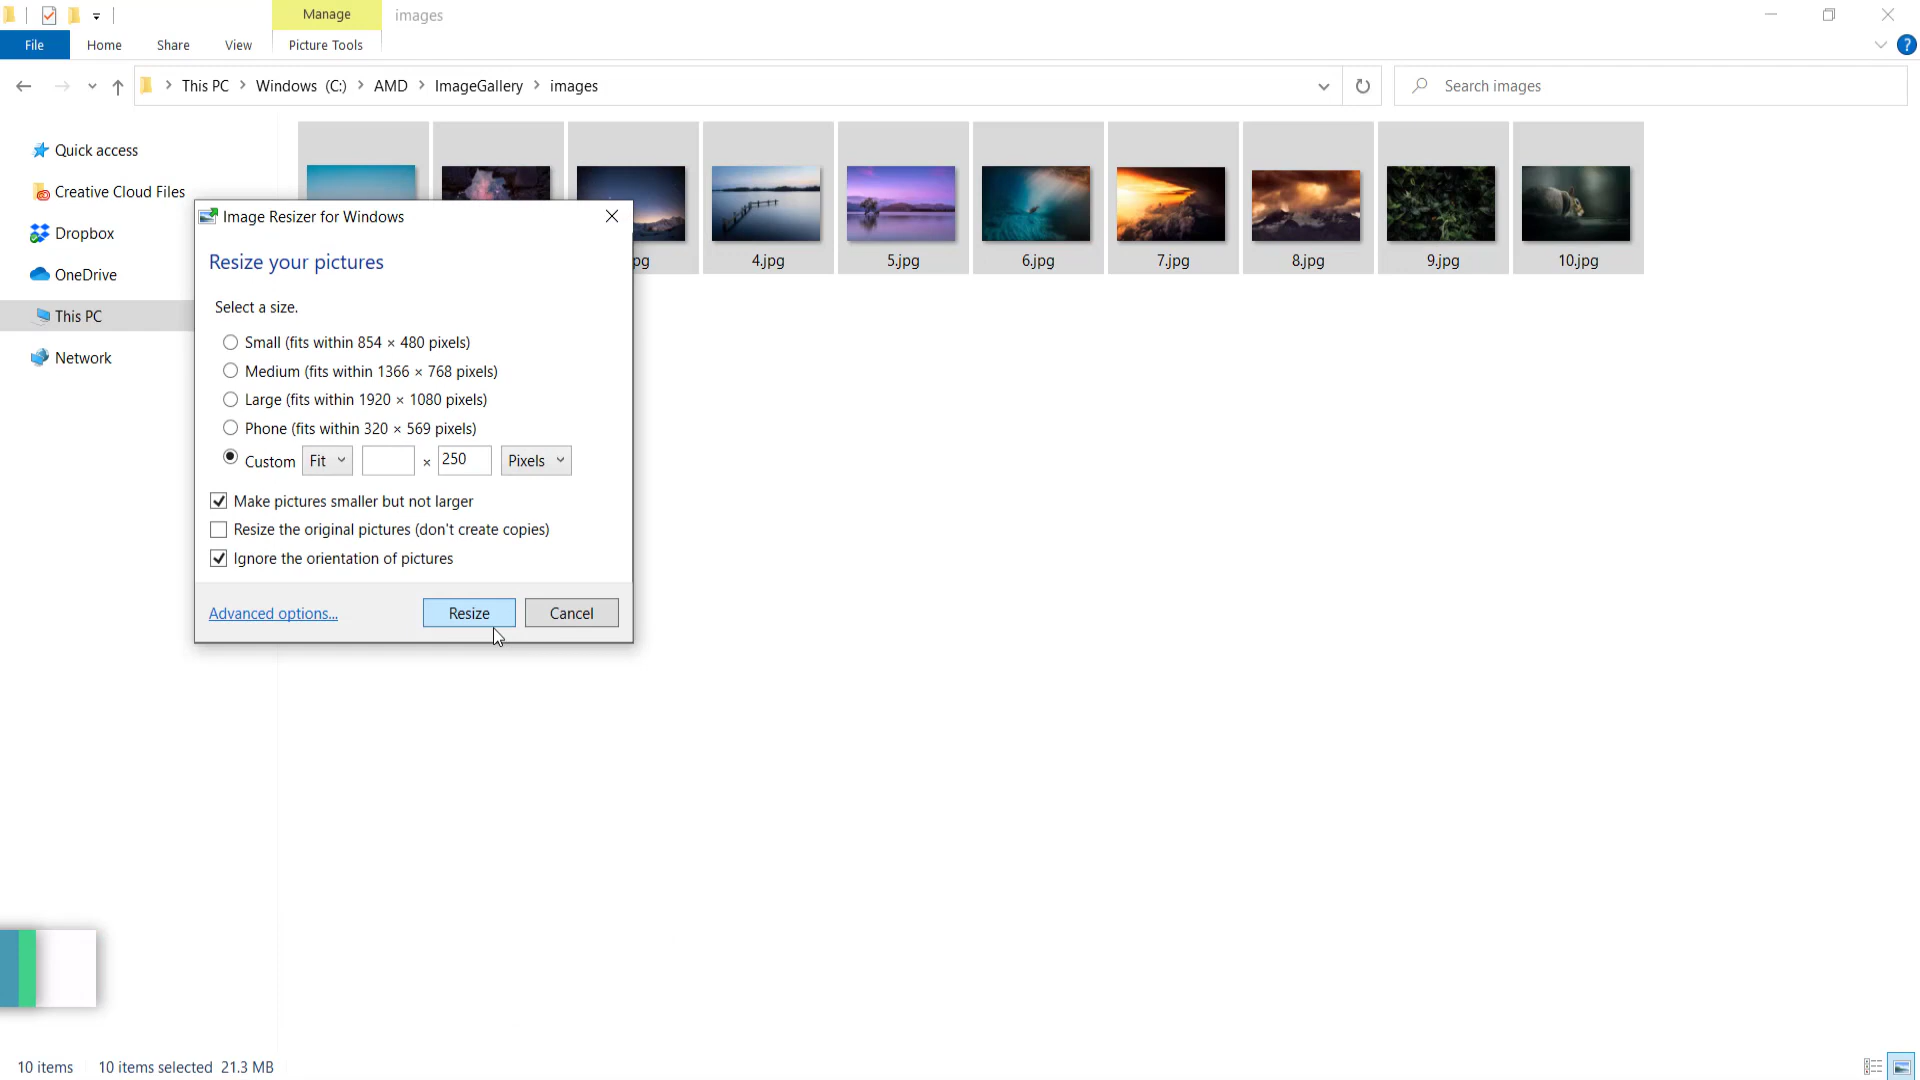 Manage
images
File
Home
Share
View
Picture Tools
This PC
Windows (C:)
AMD
ImageGallery
images
Search images
Quick access
Creative Cloud Files
Dropbox
OneDrive
This PC
Network
pg
4.jpg
5.jpg
6.jpg
7.jpg
8.jpg
9.jpg
10.jpg
Image Resizer for Windows
Resize your pictures
Select a size.
Small (fits within 854 × 480 pixels)
Medium (fits within 1366 × 768 pixels)
Large (fits within 1920 × 1080 pixels)
Phone (fits within 320 × 569 pixels)
Custom Fit × 250 Pixels
Make pictures smaller but not larger
Resize the original pictures (don't create copies)
Ignore the orientation of pictures
Advanced options...
Resize
Cancel
10 items 10 items selected 21.3 MB